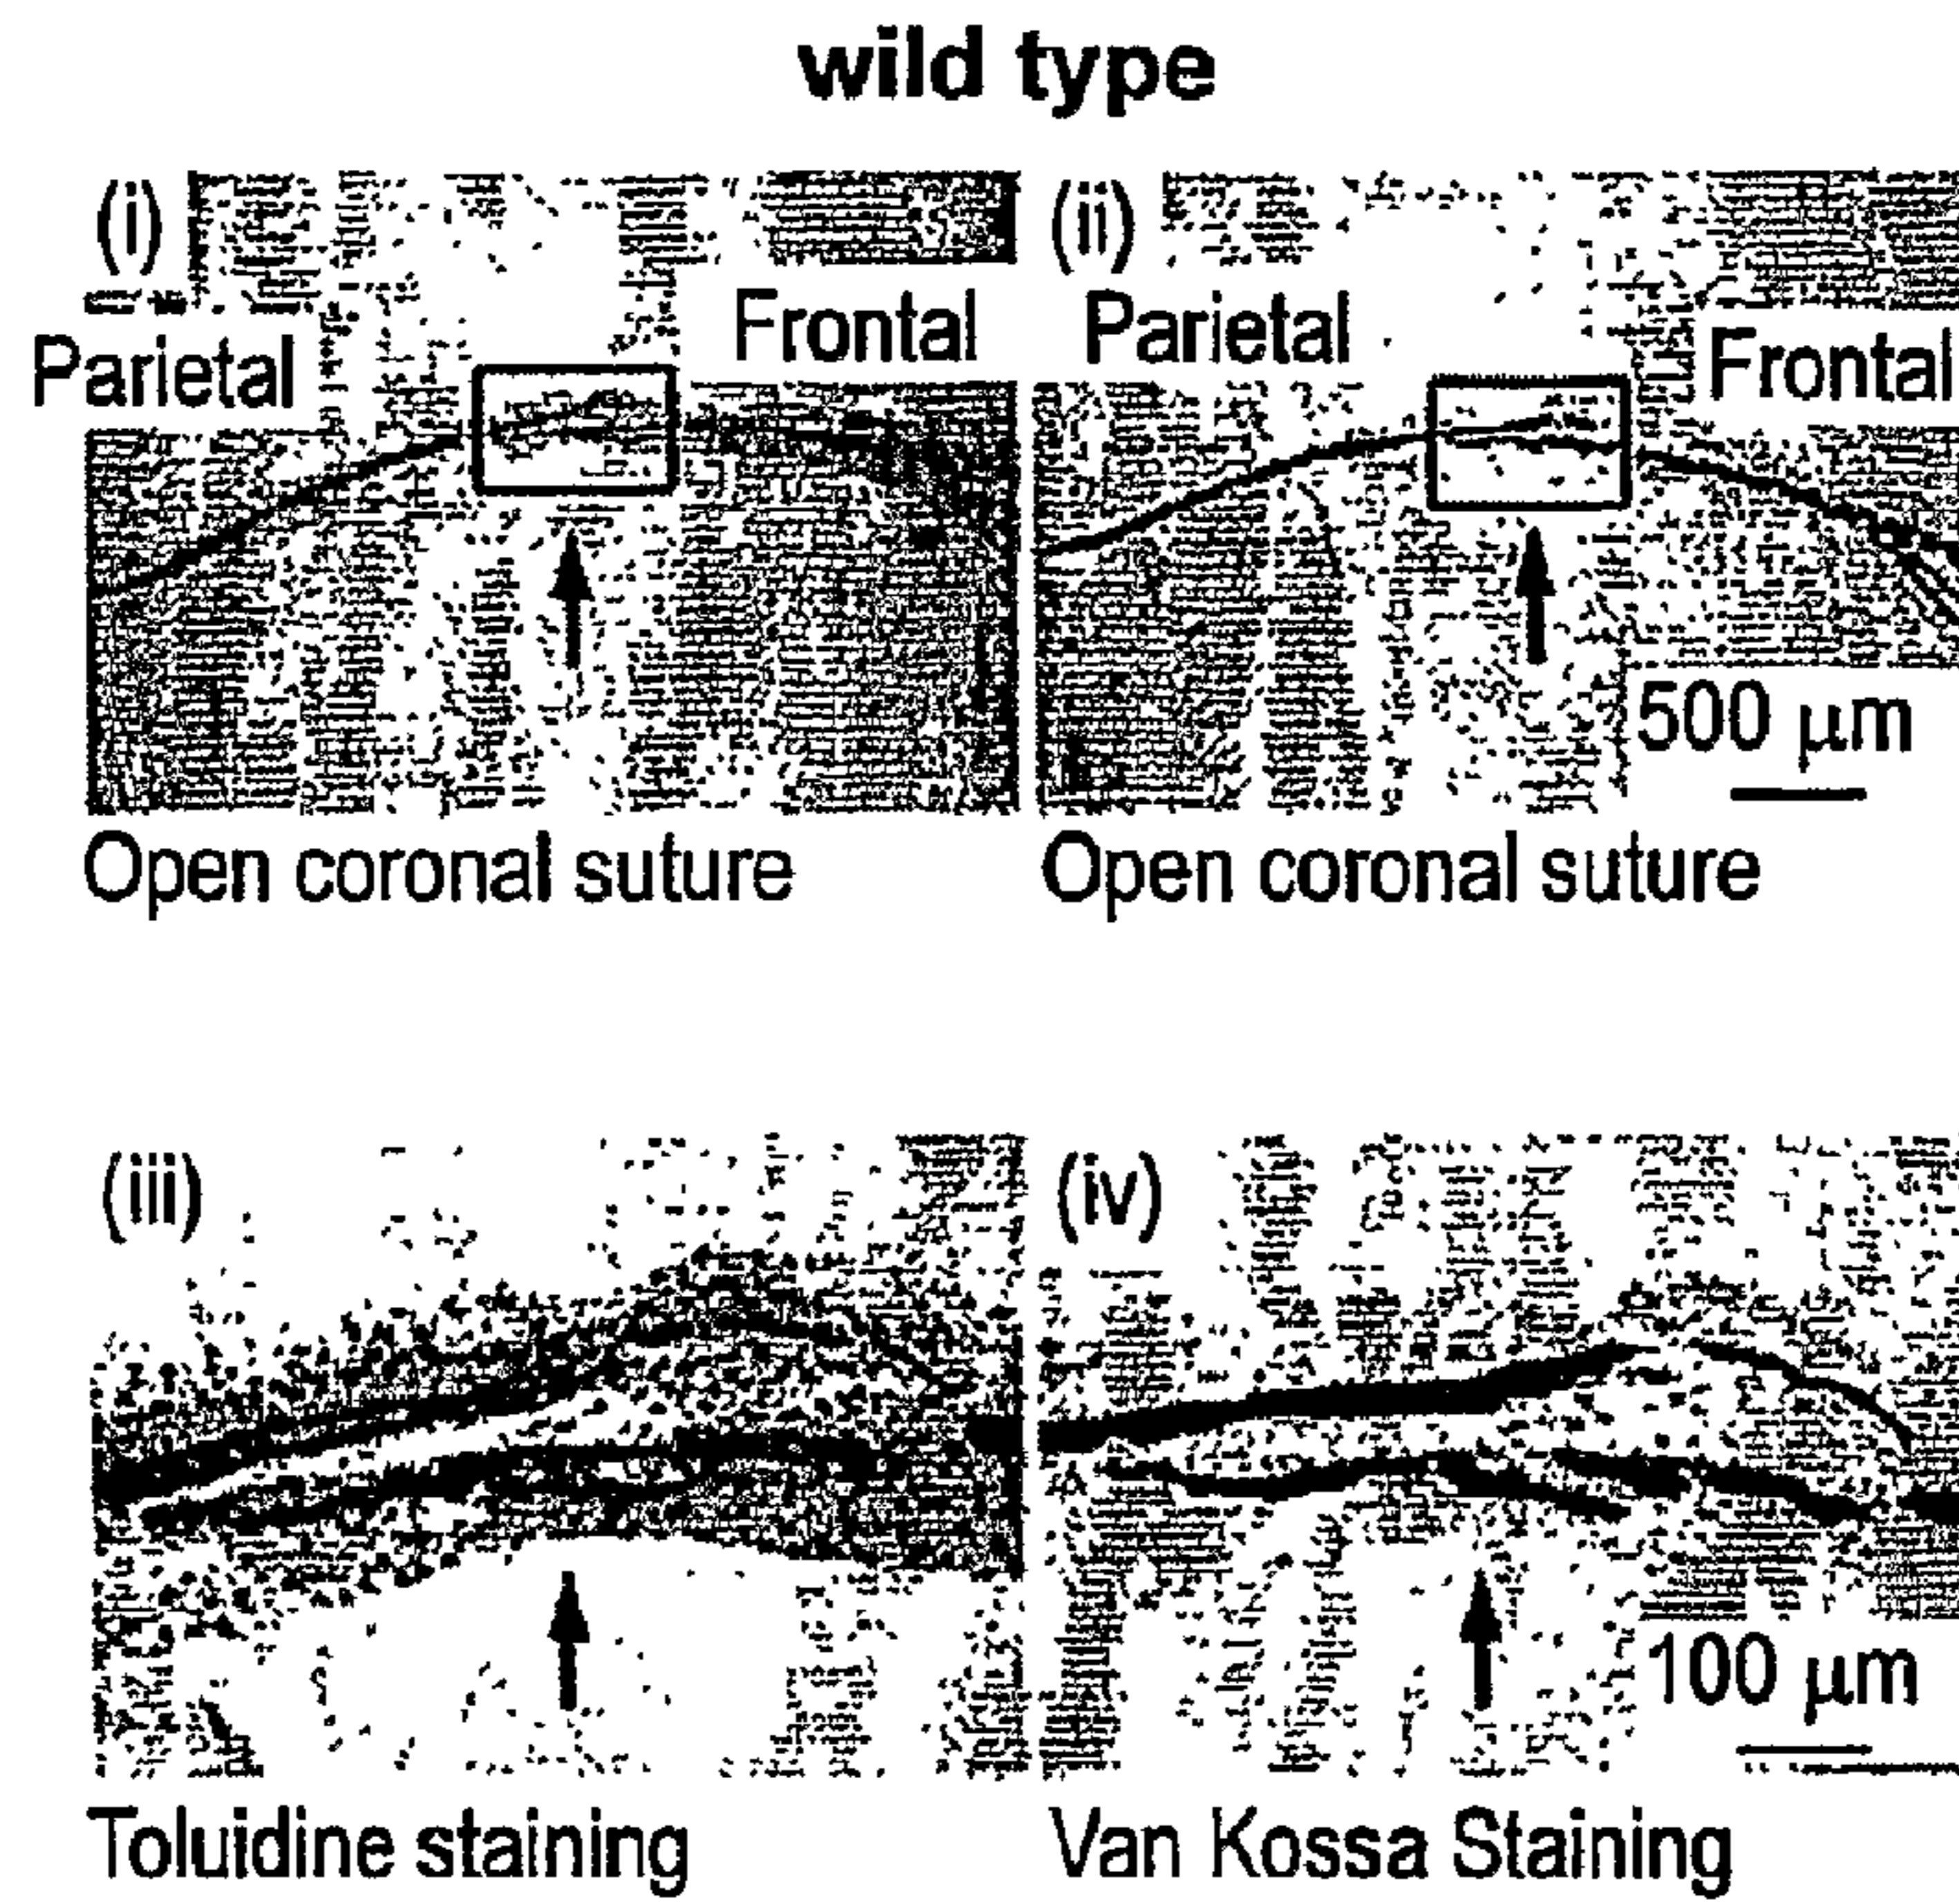 wild type
(i)
(ii)
Parietal
Frontal
Parietal
Frontal
500 μm
Open coronal suture
Open coronal suture
(iii)
(iv)
100 μm
Toluidine staining
Van Kossa Staining